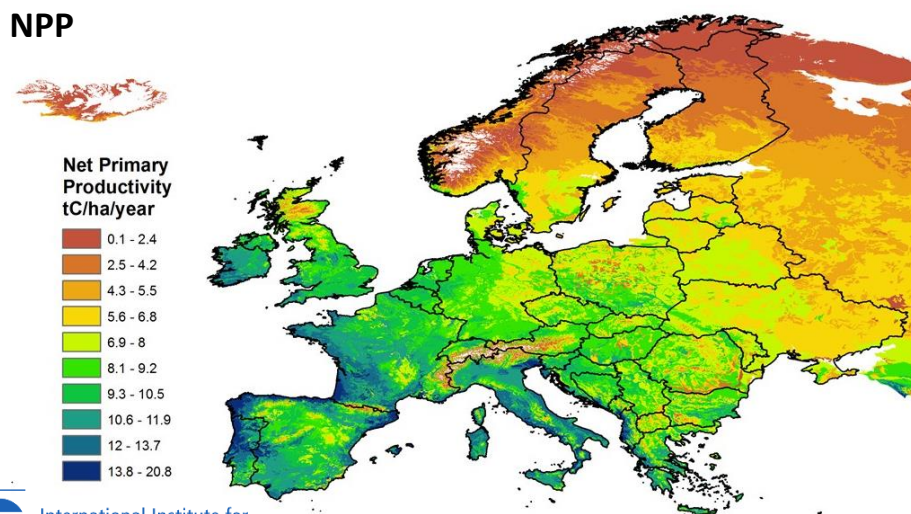 NPP
Net Primary
Productivity
tC/ha/year
0.1 - 2.4
2.5 - 4.2
4.3 - 5.5
5.6 - 6.8
6.9 - 8
8.1 - 9.2
9.3 - 10.5
10.6 - 11.9
12 - 13.7
13.8 - 20.8
International Institute for